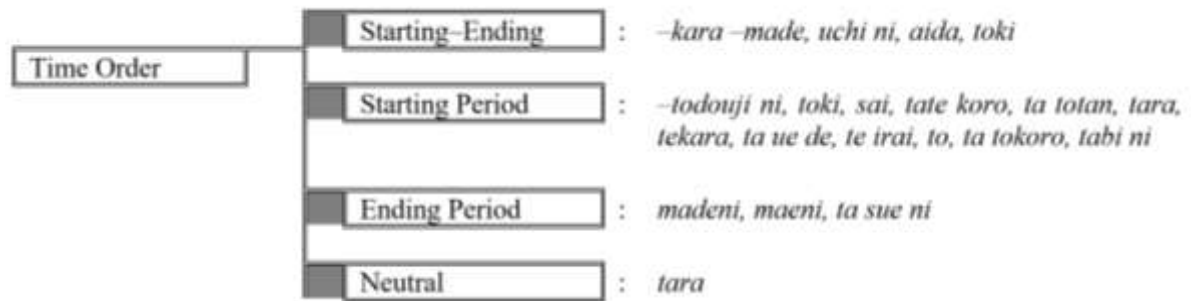 Starting–Ending : –kara –made, uchi ni, aida, toki
Time Order
Starting Period : –todouji ni, toki, sai, tate koro, ta totan, tara,
tekara, ta ue de, te irai, to, ta tokoro, tabi ni
Ending Period : madeni, maeni, ta sue ni
Neutral : tara